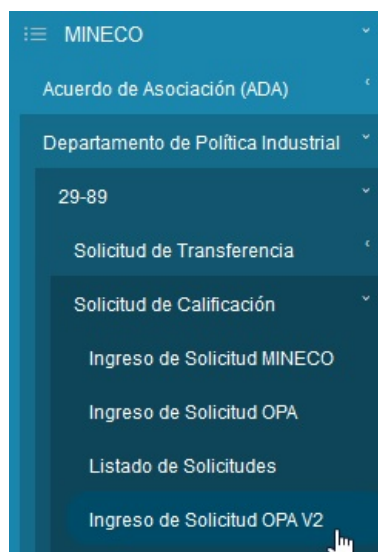 MINECO
Acuerdo de Asociación (ADA)
Departamento de Política Industrial
29-89
Solicitud de Transferencia
Solicitud de Calificación
Ingreso de Solicitud MINECO
Ingreso de Solicitud OPA
Listado de Solicitudes
Ingreso de Solicitud OPA V2